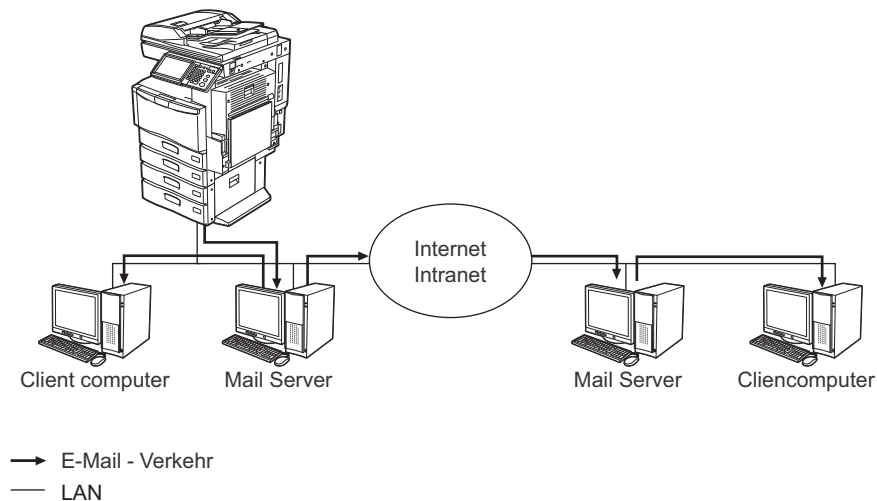 Internet
Intranet
Client computer
Mail Server
Mail Server
Cliencomputer
E-Mail - Verkehr
LAN